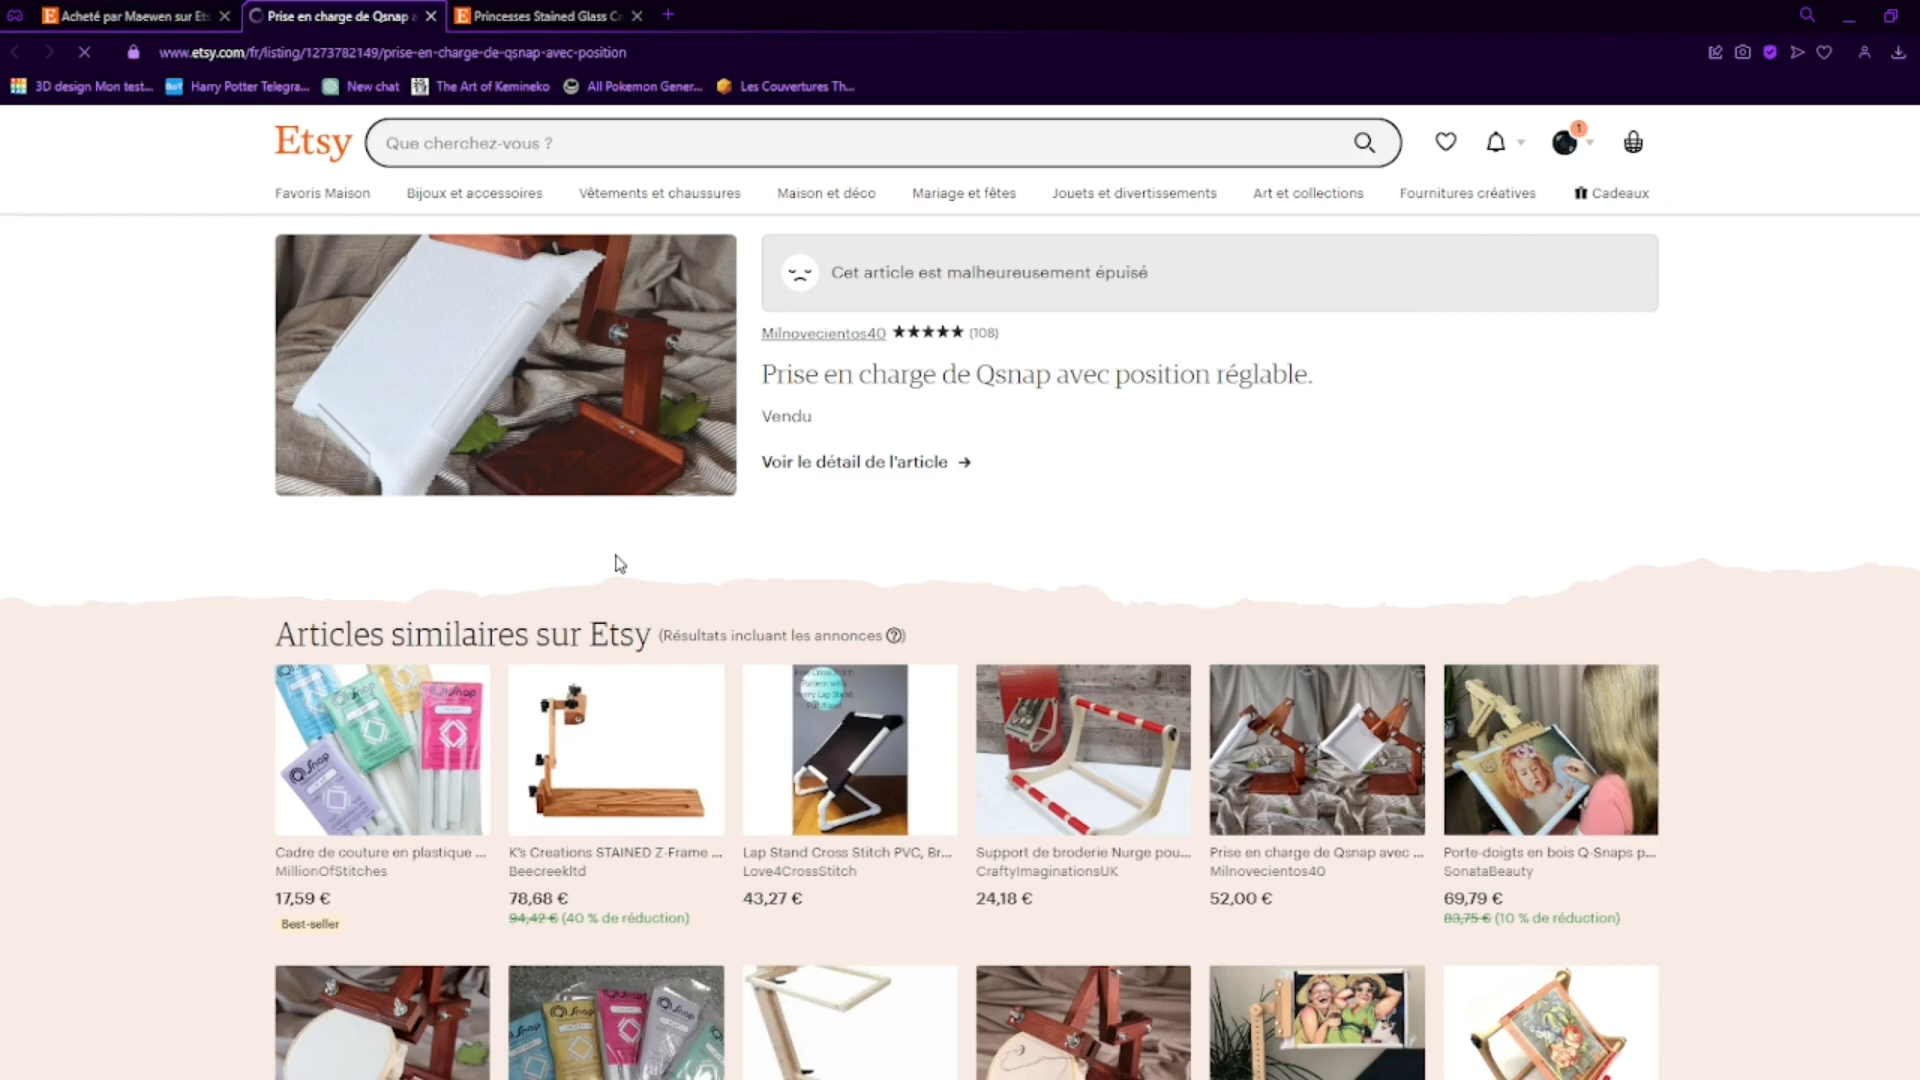 Acheté par Maewen sur Ets
Prise en charge de Qsnap a
Princesses Stained Glass Cr
www.etsy.com/fr/listing/1273782149/prise-en-charge-de-qsnap-avec-position
3D design Mon test...
Harry Potter Telegra...
New chat
The Art of Kemineko
All Pokemon Gener...
Les Couvertures Th...
Etsy
Que cherchez-vous ?
1
Favoris Maison
Bijoux et accessoires
Vêtements et chaussures
Maison et déco
Mariage et fêtes
Jouets et divertissements
Art et collections
Fournitures créatives
Cadeaux
Cet article est malheureusement épuisé
Milnovecientos40 ★★★★★ (108)
Prise en charge de Qsnap avec position réglable.
Vendu
Voir le détail de l'article →
Articles similaires sur Etsy (Résultats incluant les annonces ?)
Cadre de couture en plastique ...
MillionOfStitches
17,59 €
Best-seller
K's Creations STAINED Z-Frame ...
Beecreekltd
78,68 €
94,42 € (40 % de réduction)
Lap Stand Cross Stitch PVC, Br...
Love4CrossStitch
43,27 €
Support de broderie Nurge pou...
CraftyImaginationsUK
24,18 €
Prise en charge de Qsnap avec ...
Milnovecientos40
52,00 €
Porte-doigts en bois Q-Snaps p...
SonataBeauty
69,79 €
83,75 € (10 % de réduction)